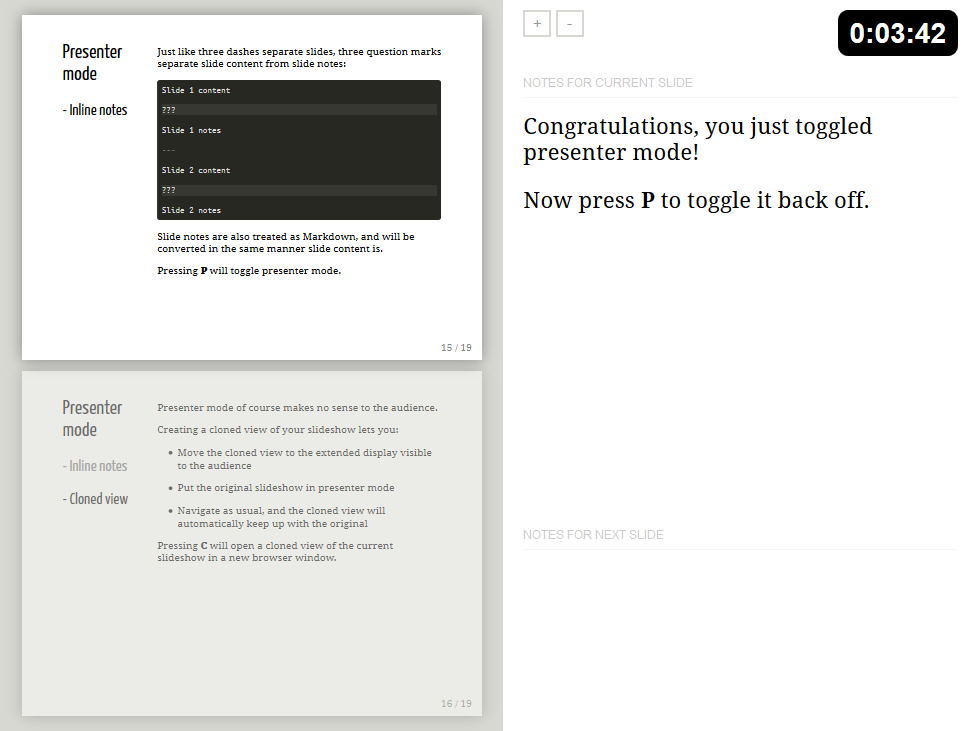 Presenter
mode
- Inline notes
Just like three dashes separate slides, three question marks
separate slide content from slide notes:
Slide 1 content
???
Slide 1 notes
---
Slide 2 content
???
Slide 2 notes
Slide notes are also treated as Markdown, and will be
converted in the same manner slide content is.
Pressing P will toggle presenter mode.
15 / 19
Presenter
mode
- Inline notes
- Cloned view
Presenter mode of course makes no sense to the audience.
Creating a cloned view of your slideshow lets you:
• Move the cloned view to the extended display visible
to the audience
• Put the original slideshow in presenter mode
• Navigate as usual, and the cloned view will
automatically keep up with the original
Pressing C will open a cloned view of the current
slideshow in a new browser window.
16 / 19
+ -
0:03:42
NOTES FOR CURRENT SLIDE
Congratulations, you just toggled
presenter mode!
Now press P to toggle it back off.
NOTES FOR NEXT SLIDE